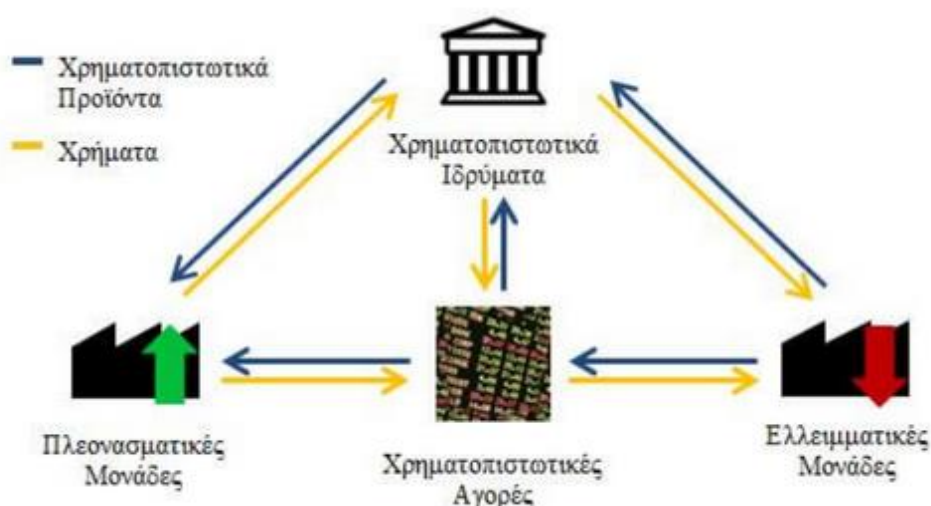 Χρηματοπιστωτικά
Προϊόντα
Χρήματα
Χρηματοπιστωτικά
Ιδρύματα
Πλεονασματικές
Μονάδες
Χρηματοπιστωτικές
Αγορές
Ελλειμματικές
Μονάδες